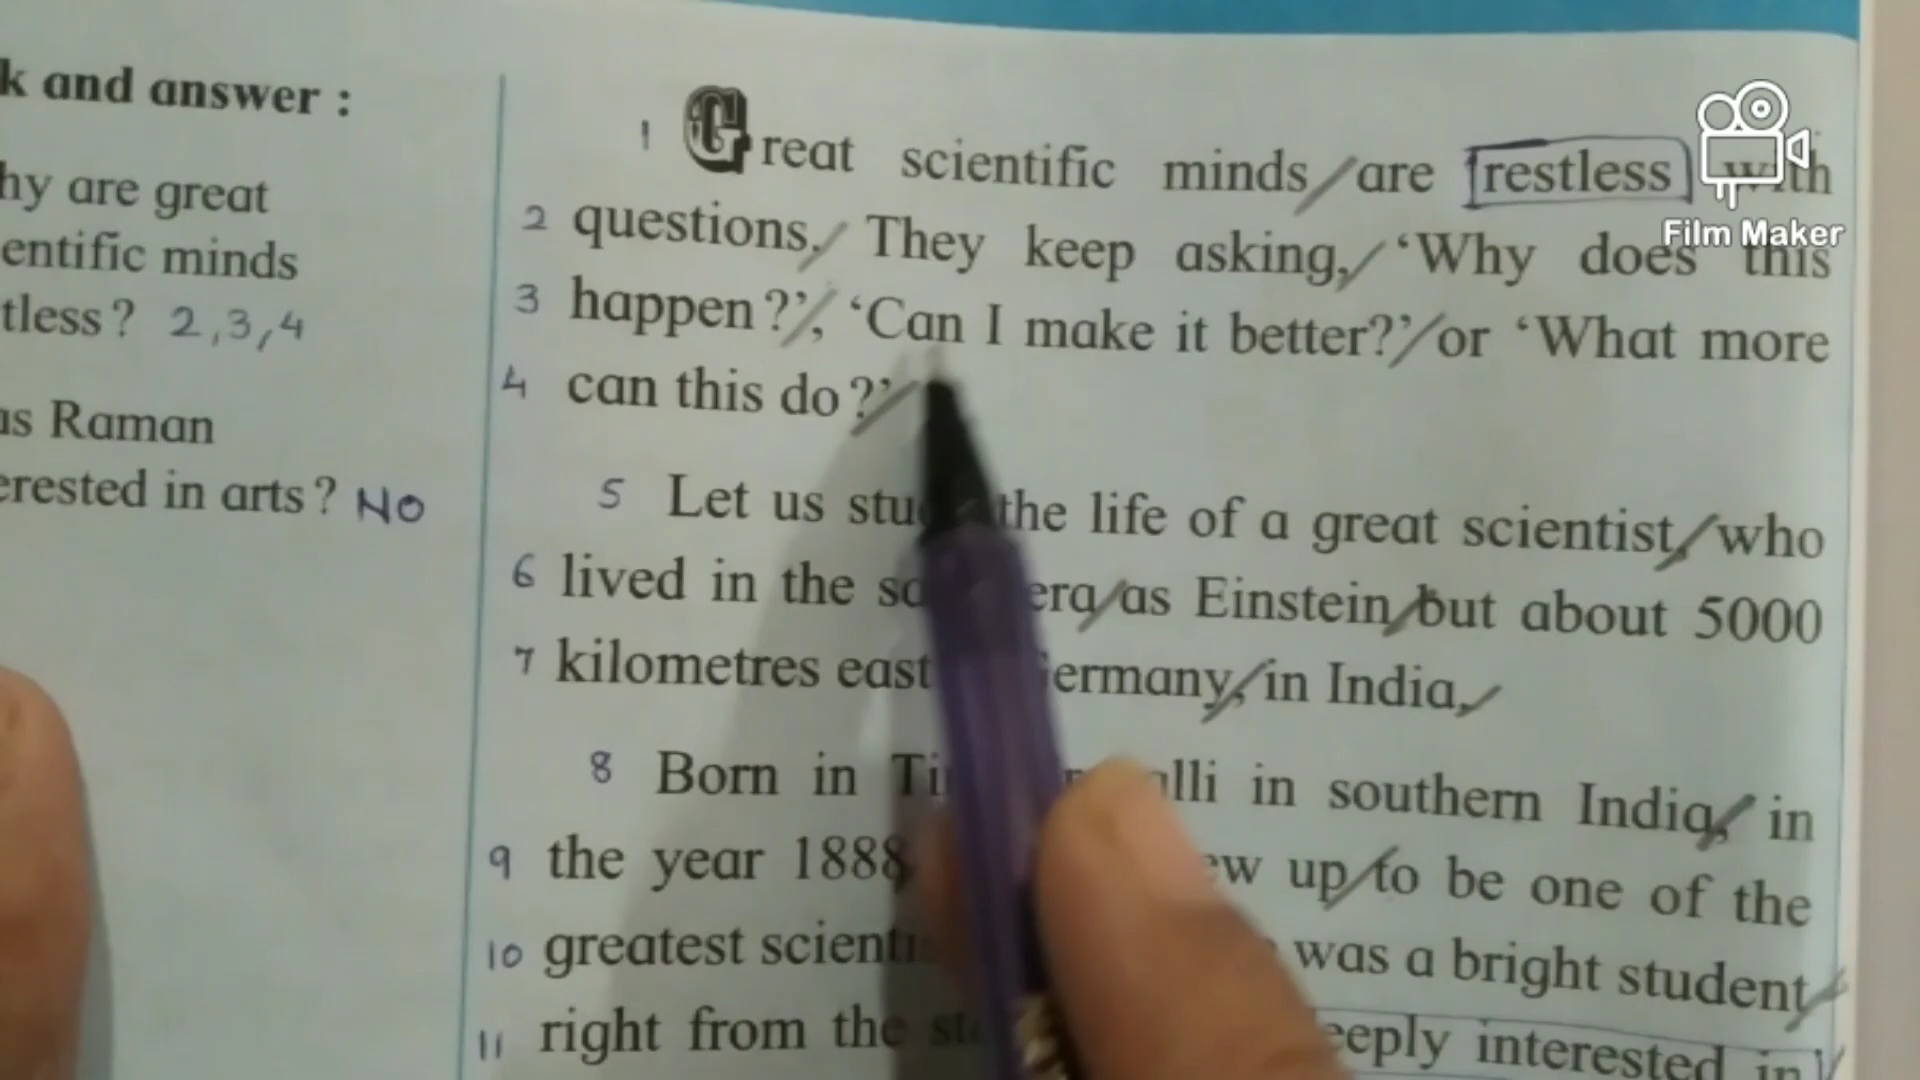 k and answer :
hy are great
entific minds
tless? 2,3,4
as Raman
erested in arts? NO
1 Great scientific minds/are restless with
2 questions./ They keep asking,/ ‘Why does this
3 happen?’/, ‘Can I make it better?’/or ‘What more
4 can this do?’/
5 Let us the life of a great scientist,/who
6 lived in the era/as Einstein/but about 5000
7 kilometres east ermany,/in India,/
8 Born in alli in southern India,/ in
9 the year 1888 ew up/to be one of the
10 greatest was a bright student/
11 right from the eeply interested in/
Film Maker